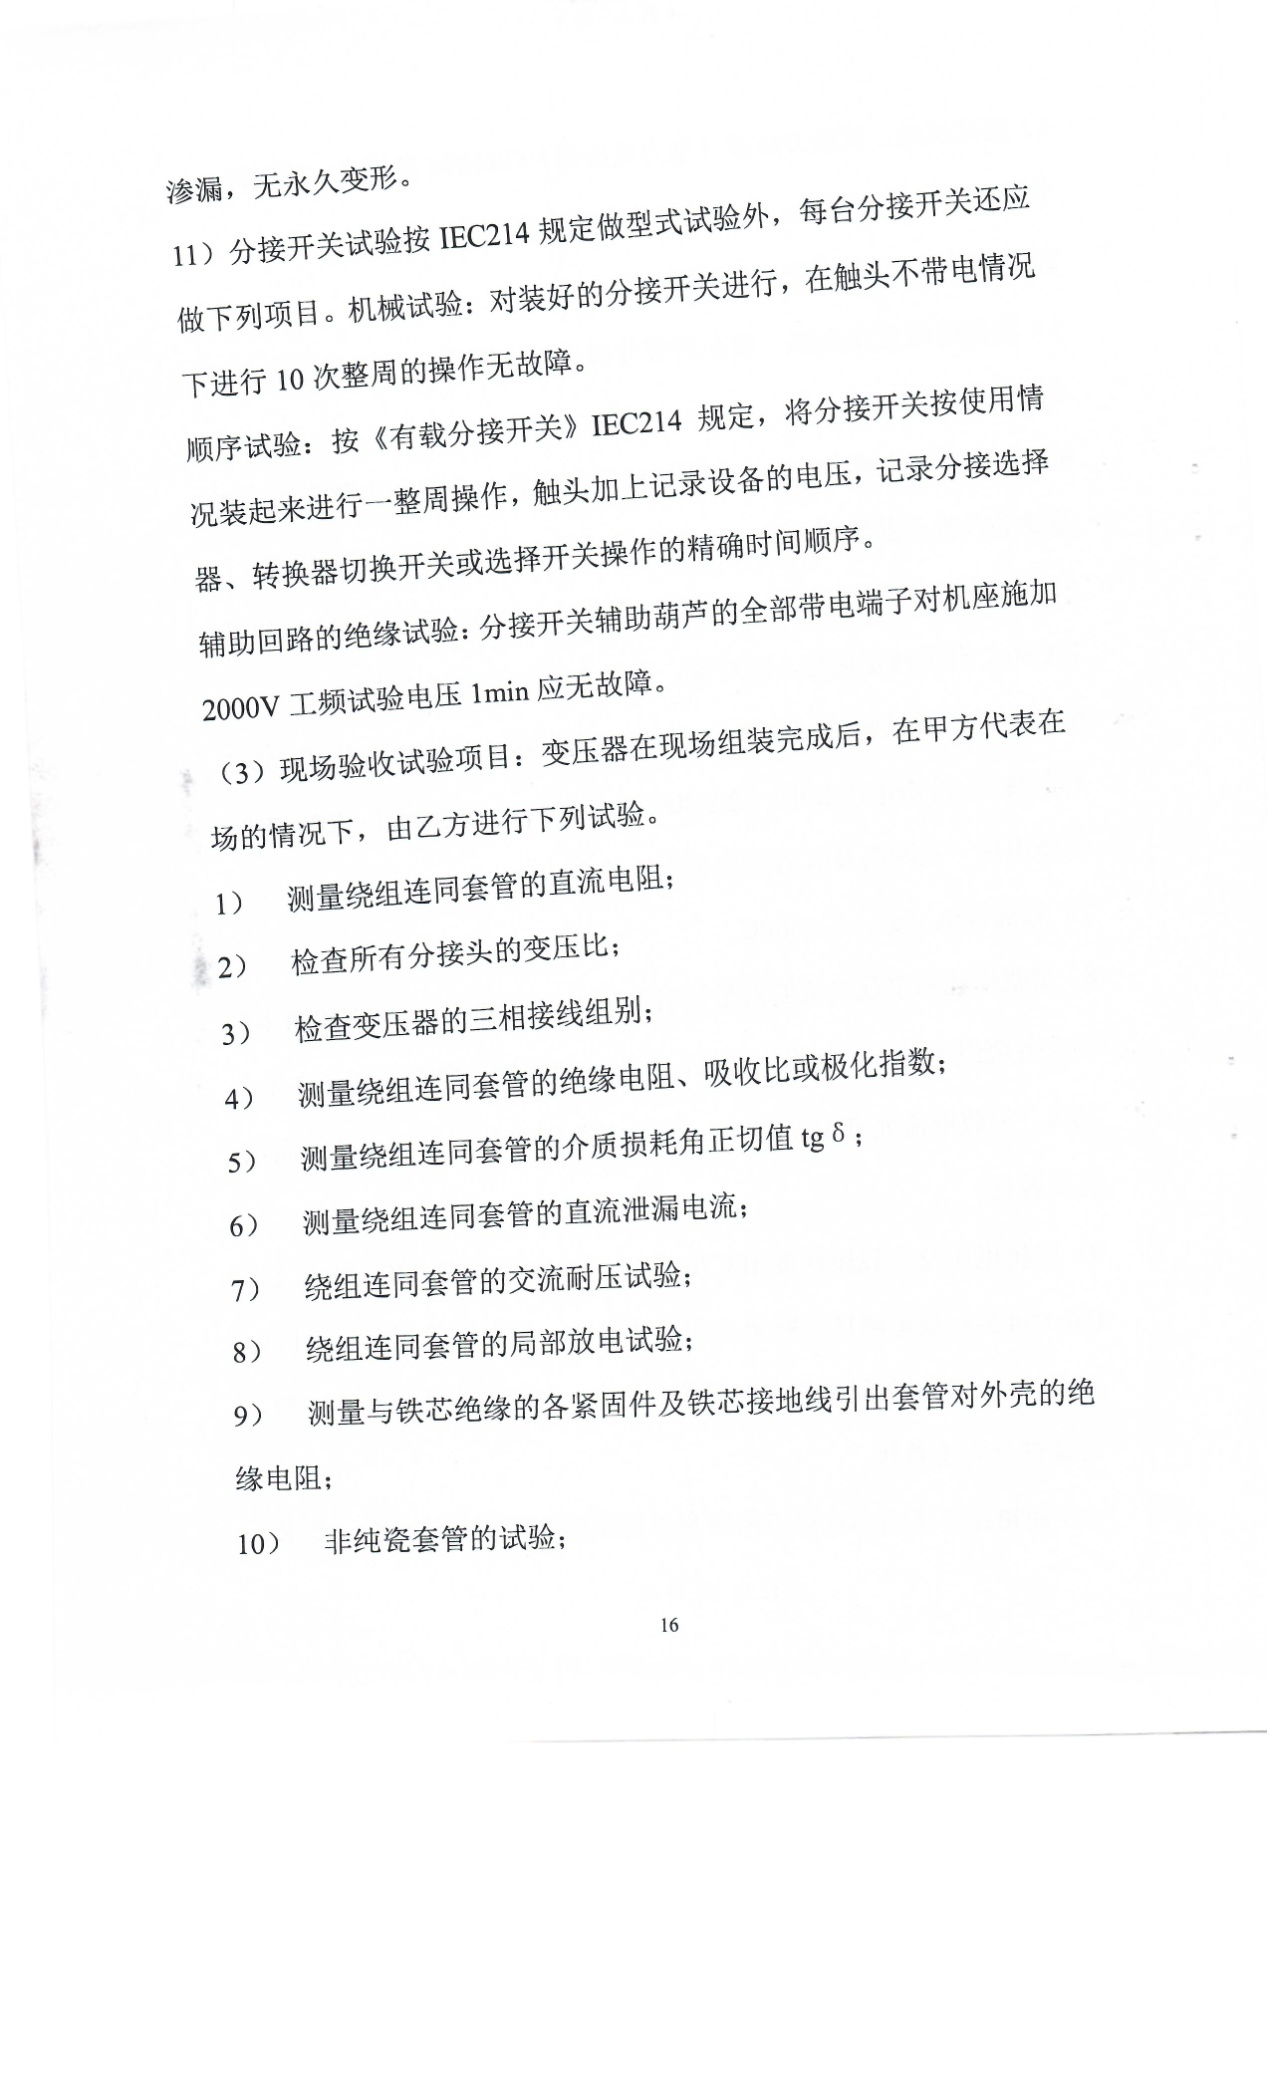 渗漏，无永久变形。
11）分接开关试验按 IEC214 规定做型式试验外，每台分接开关还应
做下列项目。机械试验：对装好的分接开关进行，在触头不带电情况
下进行 10 次整周的操作无故障。
顺序试验：按《有载分接开关》IEC214 规定，将分接开关按使用情
况装起来进行一整周操作，触头加上记录设备的电压，记录分接选择
器、转换器切换开关或选择开关操作的精确时间顺序。
辅助回路的绝缘试验：分接开关辅助葫芦的全部带电端子对机座施加
2000V 工频试验电压 1min 应无故障。
（3）现场验收试验项目：变压器在现场组装完成后，在甲方代表在
场的情况下，由乙方进行下列试验。
1） 测量绕组连同套管的直流电阻；
2） 检查所有分接头的变压比；
3） 检查变压器的三相接线组别；
4） 测量绕组连同套管的绝缘电阻、吸收比或极化指数；
5） 测量绕组连同套管的介质损耗角正切值 tg δ；
6） 测量绕组连同套管的直流泄漏电流；
7） 绕组连同套管的交流耐压试验；
8） 绕组连同套管的局部放电试验；
9） 测量与铁芯绝缘的各紧固件及铁芯接地线引出套管对外壳的绝
缘电阻；
10） 非纯瓷套管的试验；
16